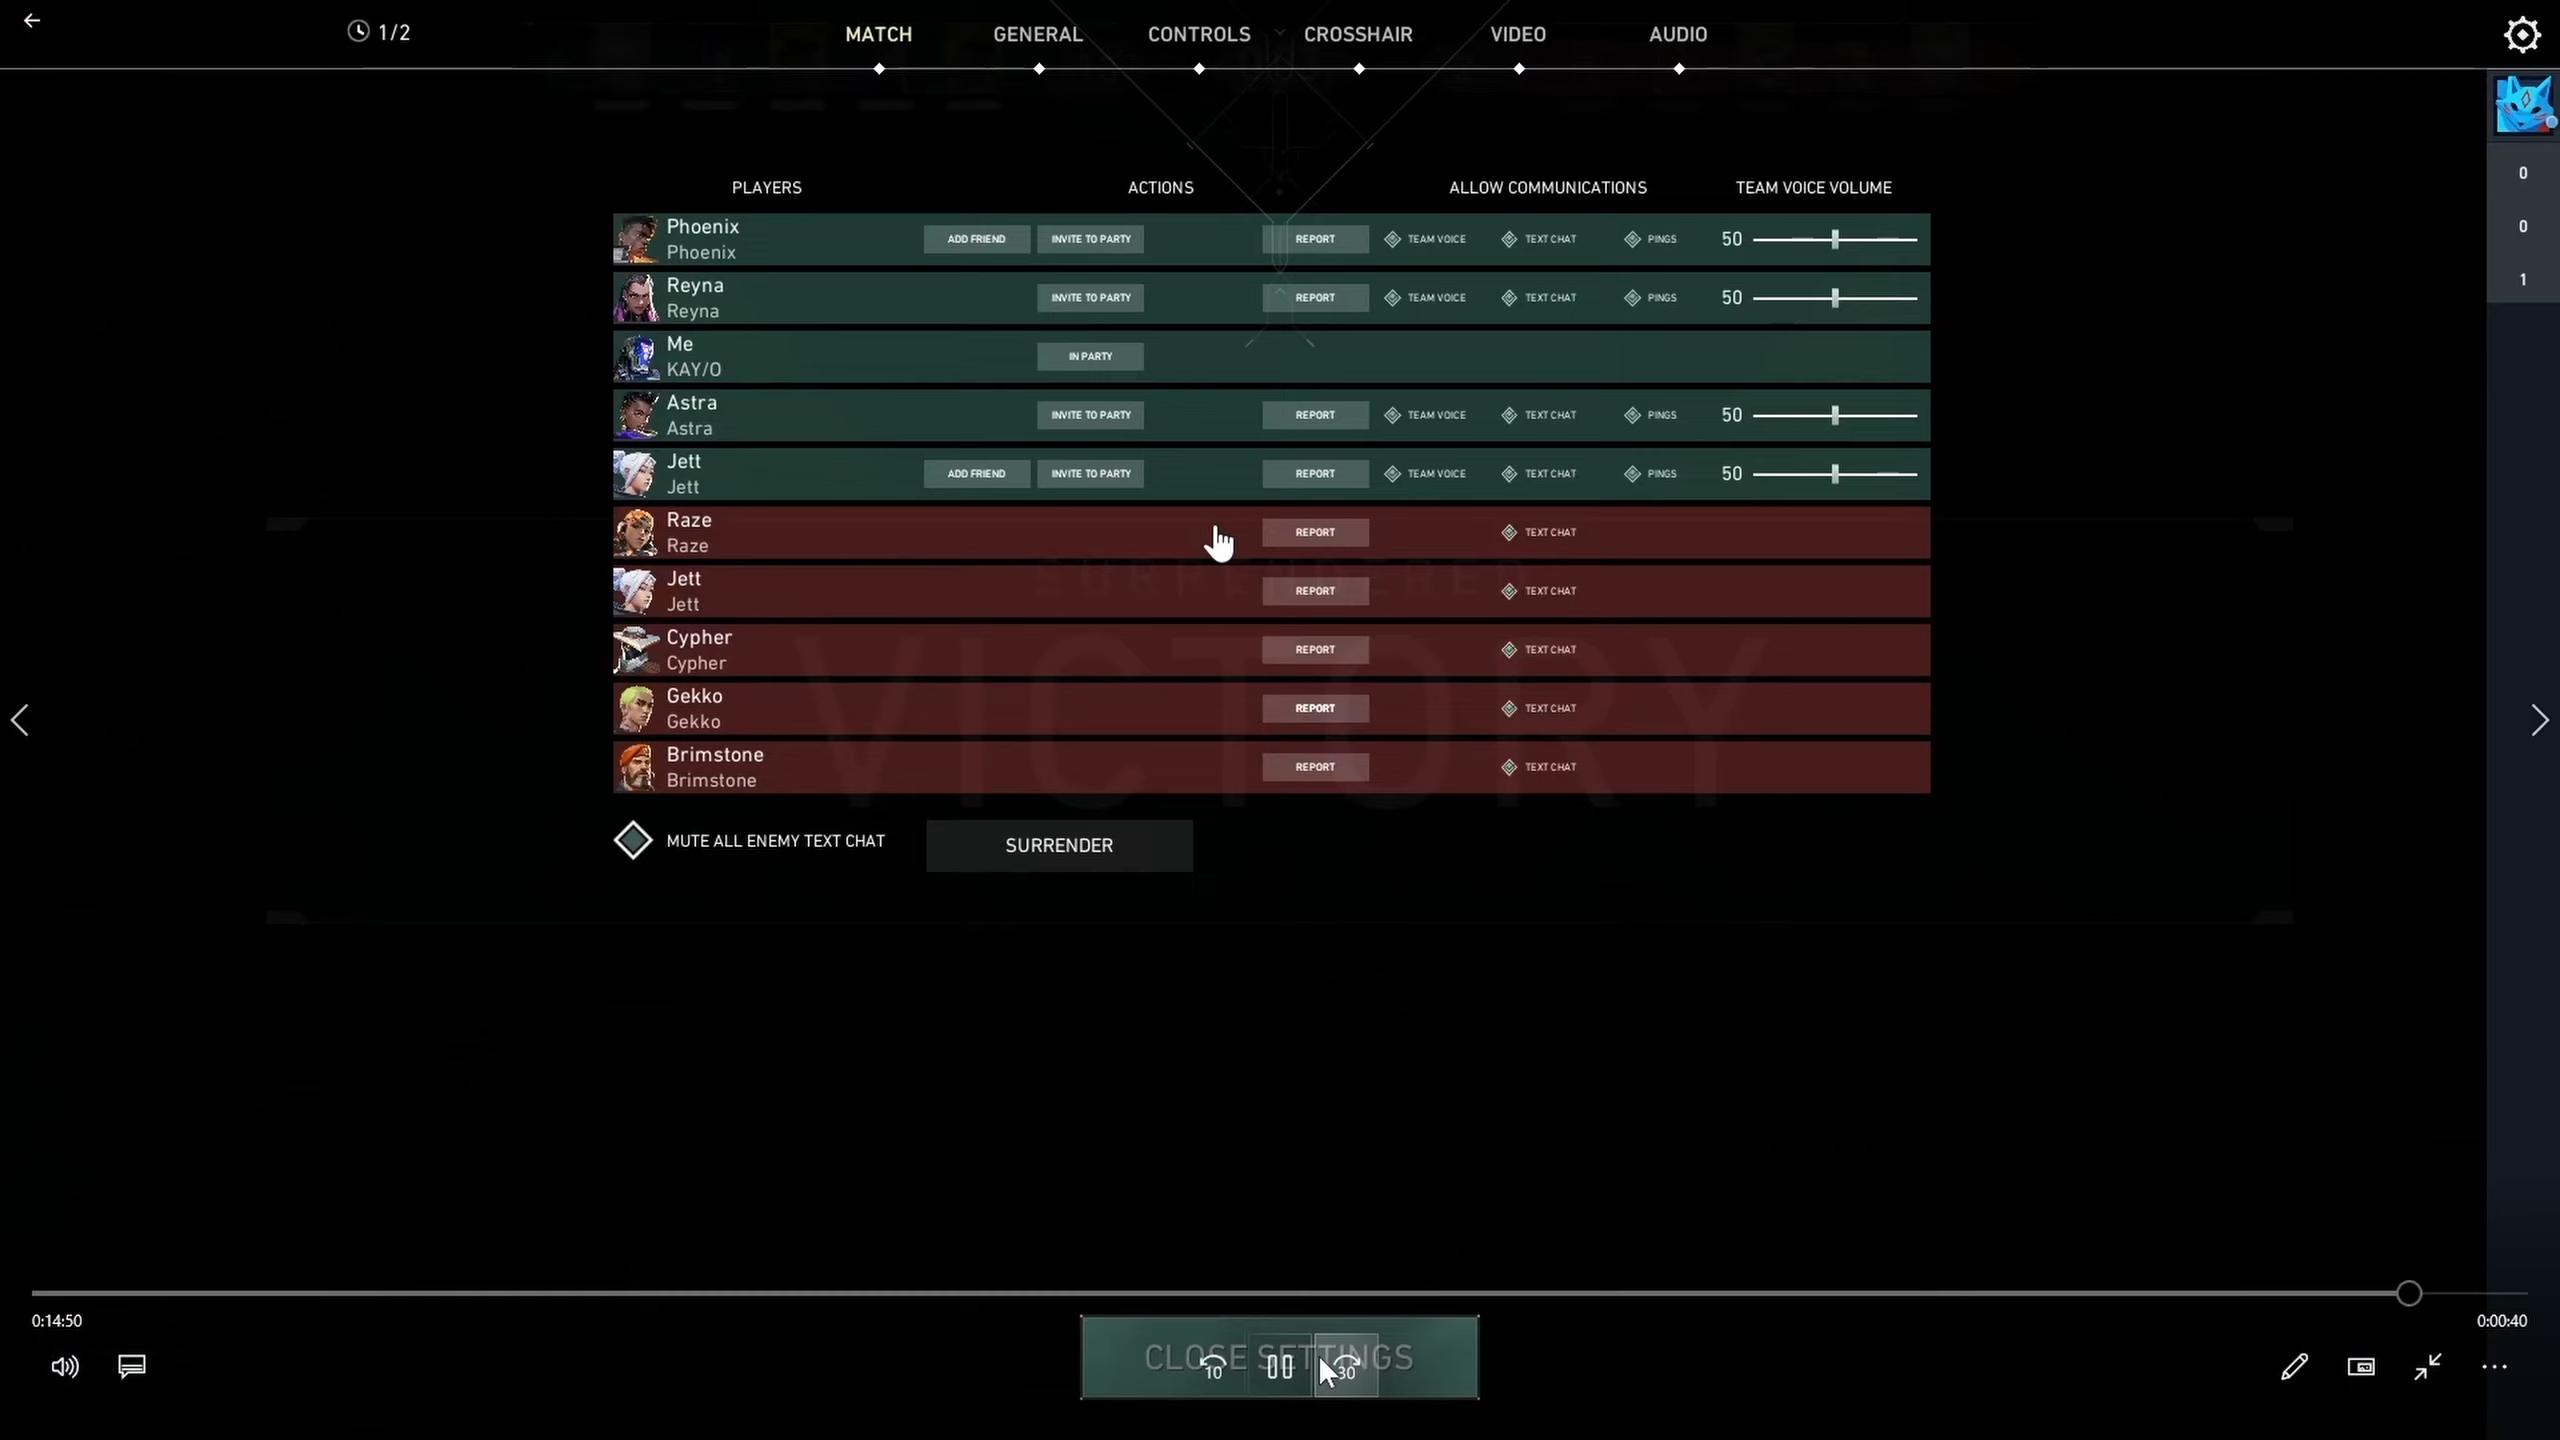 1/2
MATCH GENERAL CONTROLS CROSSHAIR VIDEO AUDIO
PLAYERS ACTIONS ALLOW COMMUNICATIONS TEAM VOICE VOLUME
Phoenix
Phoenix
ADD FRIEND INVITE TO PARTY REPORT TEAM VOICE TEXT CHAT PINGS 50
Reyna
Reyna
INVITE TO PARTY REPORT TEAM VOICE TEXT CHAT PINGS 50
Me
KAY/O
IN PARTY
Astra
Astra
INVITE TO PARTY REPORT TEAM VOICE TEXT CHAT PINGS 50
Jett
Jett
ADD FRIEND INVITE TO PARTY REPORT TEAM VOICE TEXT CHAT PINGS 50
Raze
Raze
REPORT TEXT CHAT
SURRENDERED
Jett
Jett
REPORT TEXT CHAT
Cypher
Cypher
REPORT TEXT CHAT
VICTORY
Gekko
Gekko
REPORT TEXT CHAT
Brimstone
Brimstone
REPORT TEXT CHAT
MUTE ALL ENEMY TEXT CHAT SURRENDER
0
0
1
0:14:50 0:00:40
CLOSE SETTINGS
10 30